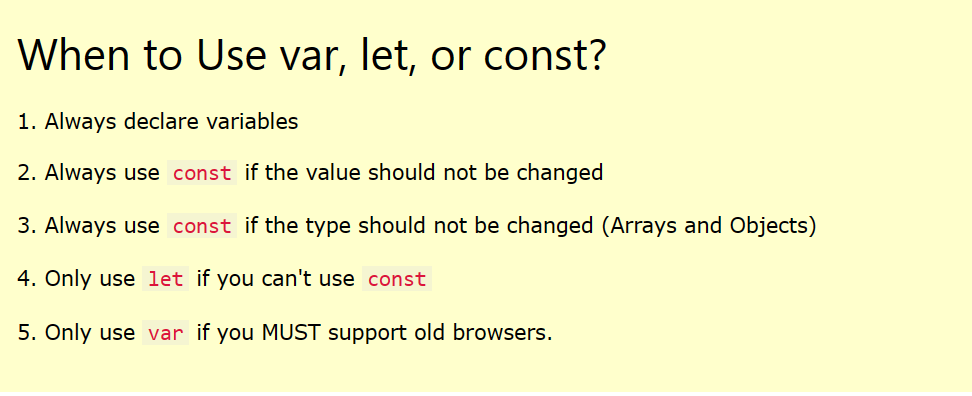 When to Use var, let, or const?
1. Always declare variables
2. Always use const if the value should not be changed
3. Always use const if the type should not be changed (Arrays and Objects)
4. Only use let if you can't use const
5. Only use var if you MUST support old browsers.